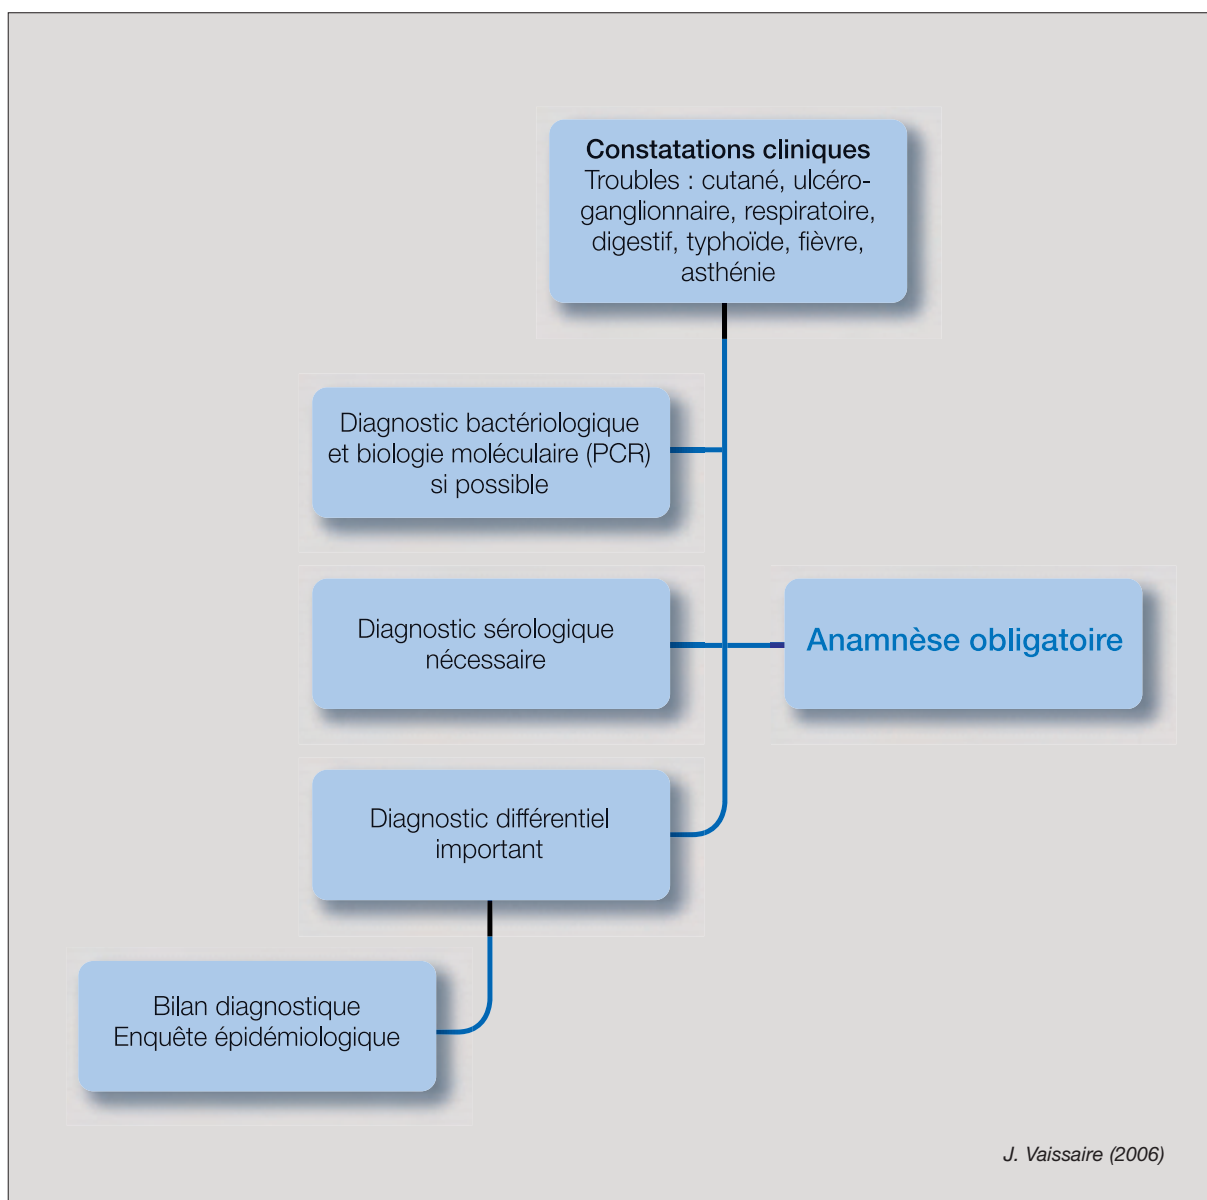 Constatations cliniques
Troubles : cutané, ulcéro-
ganglionnaire, respiratoire,
digestif, typhoïde, fièvre,
asthénie
Diagnostic bactériologique
et biologie moléculaire (PCR)
si possible
Diagnostic sérologique
nécessaire
Anamnèse obligatoire
Diagnostic différentiel
important
Bilan diagnostique
Enquête épidémiologique
J. Vaissaire (2006)